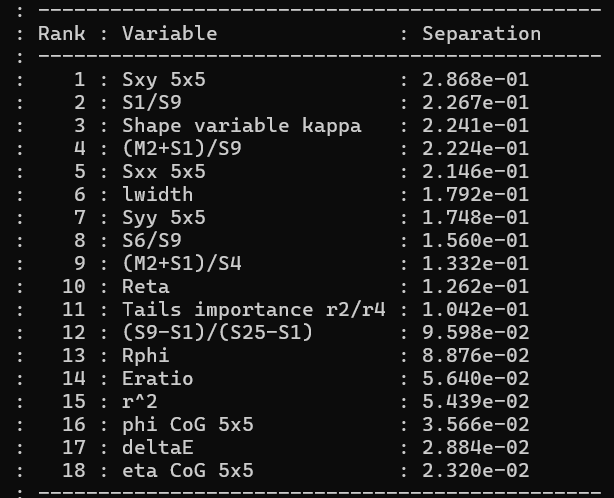 : -----------------------------------------------
: Rank : Variable               : Separation
: -----------------------------------------------
:    1 : Sxy 5x5                : 2.868e-01
:    2 : S1/S9                  : 2.267e-01
:    3 : Shape variable kappa   : 2.241e-01
:    4 : (M2+S1)/S9             : 2.224e-01
:    5 : Sxx 5x5                : 2.146e-01
:    6 : lwidth                 : 1.792e-01
:    7 : Syy 5x5                : 1.748e-01
:    8 : S6/S9                  : 1.560e-01
:    9 : (M2+S1)/S4             : 1.332e-01
:   10 : Reta                   : 1.262e-01
:   11 : Tails importance r2/r4 : 1.042e-01
:   12 : (S9-S1)/(S25-S1)       : 9.598e-02
:   13 : Rphi                   : 8.876e-02
:   14 : Eratio                 : 5.640e-02
:   15 : r^2                    : 5.439e-02
:   16 : phi CoG 5x5            : 3.566e-02
:   17 : deltaE                 : 2.884e-02
:   18 : eta CoG 5x5            : 2.320e-02
: -----------------------------------------------